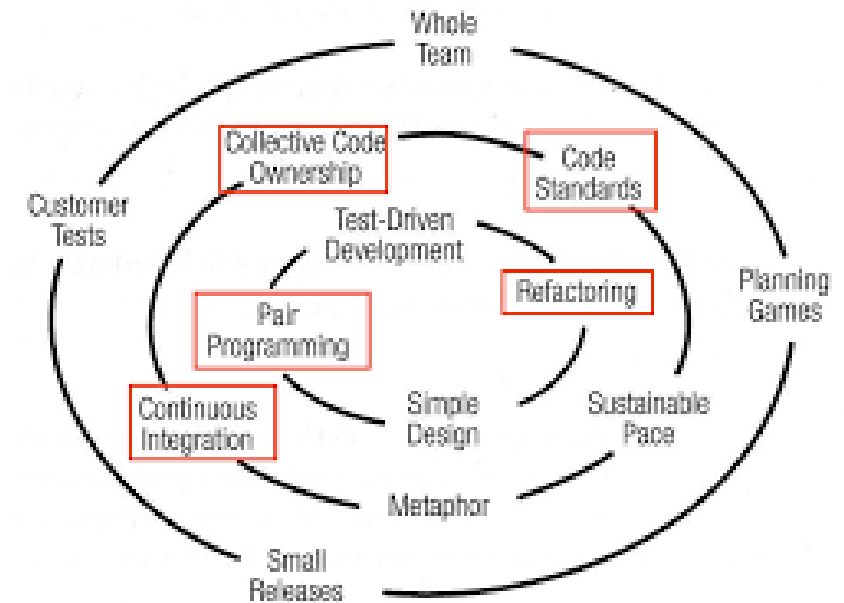 Whole
Team
Collective Code
Ownership
Code
Standards
Customer
Tests
Test-Driven
Development
Planning
Games
Refactoring
Pair
Programming
Continuous
Integration
Simple
Design
Sustainable
Pace
Metaphor
Small
Releases